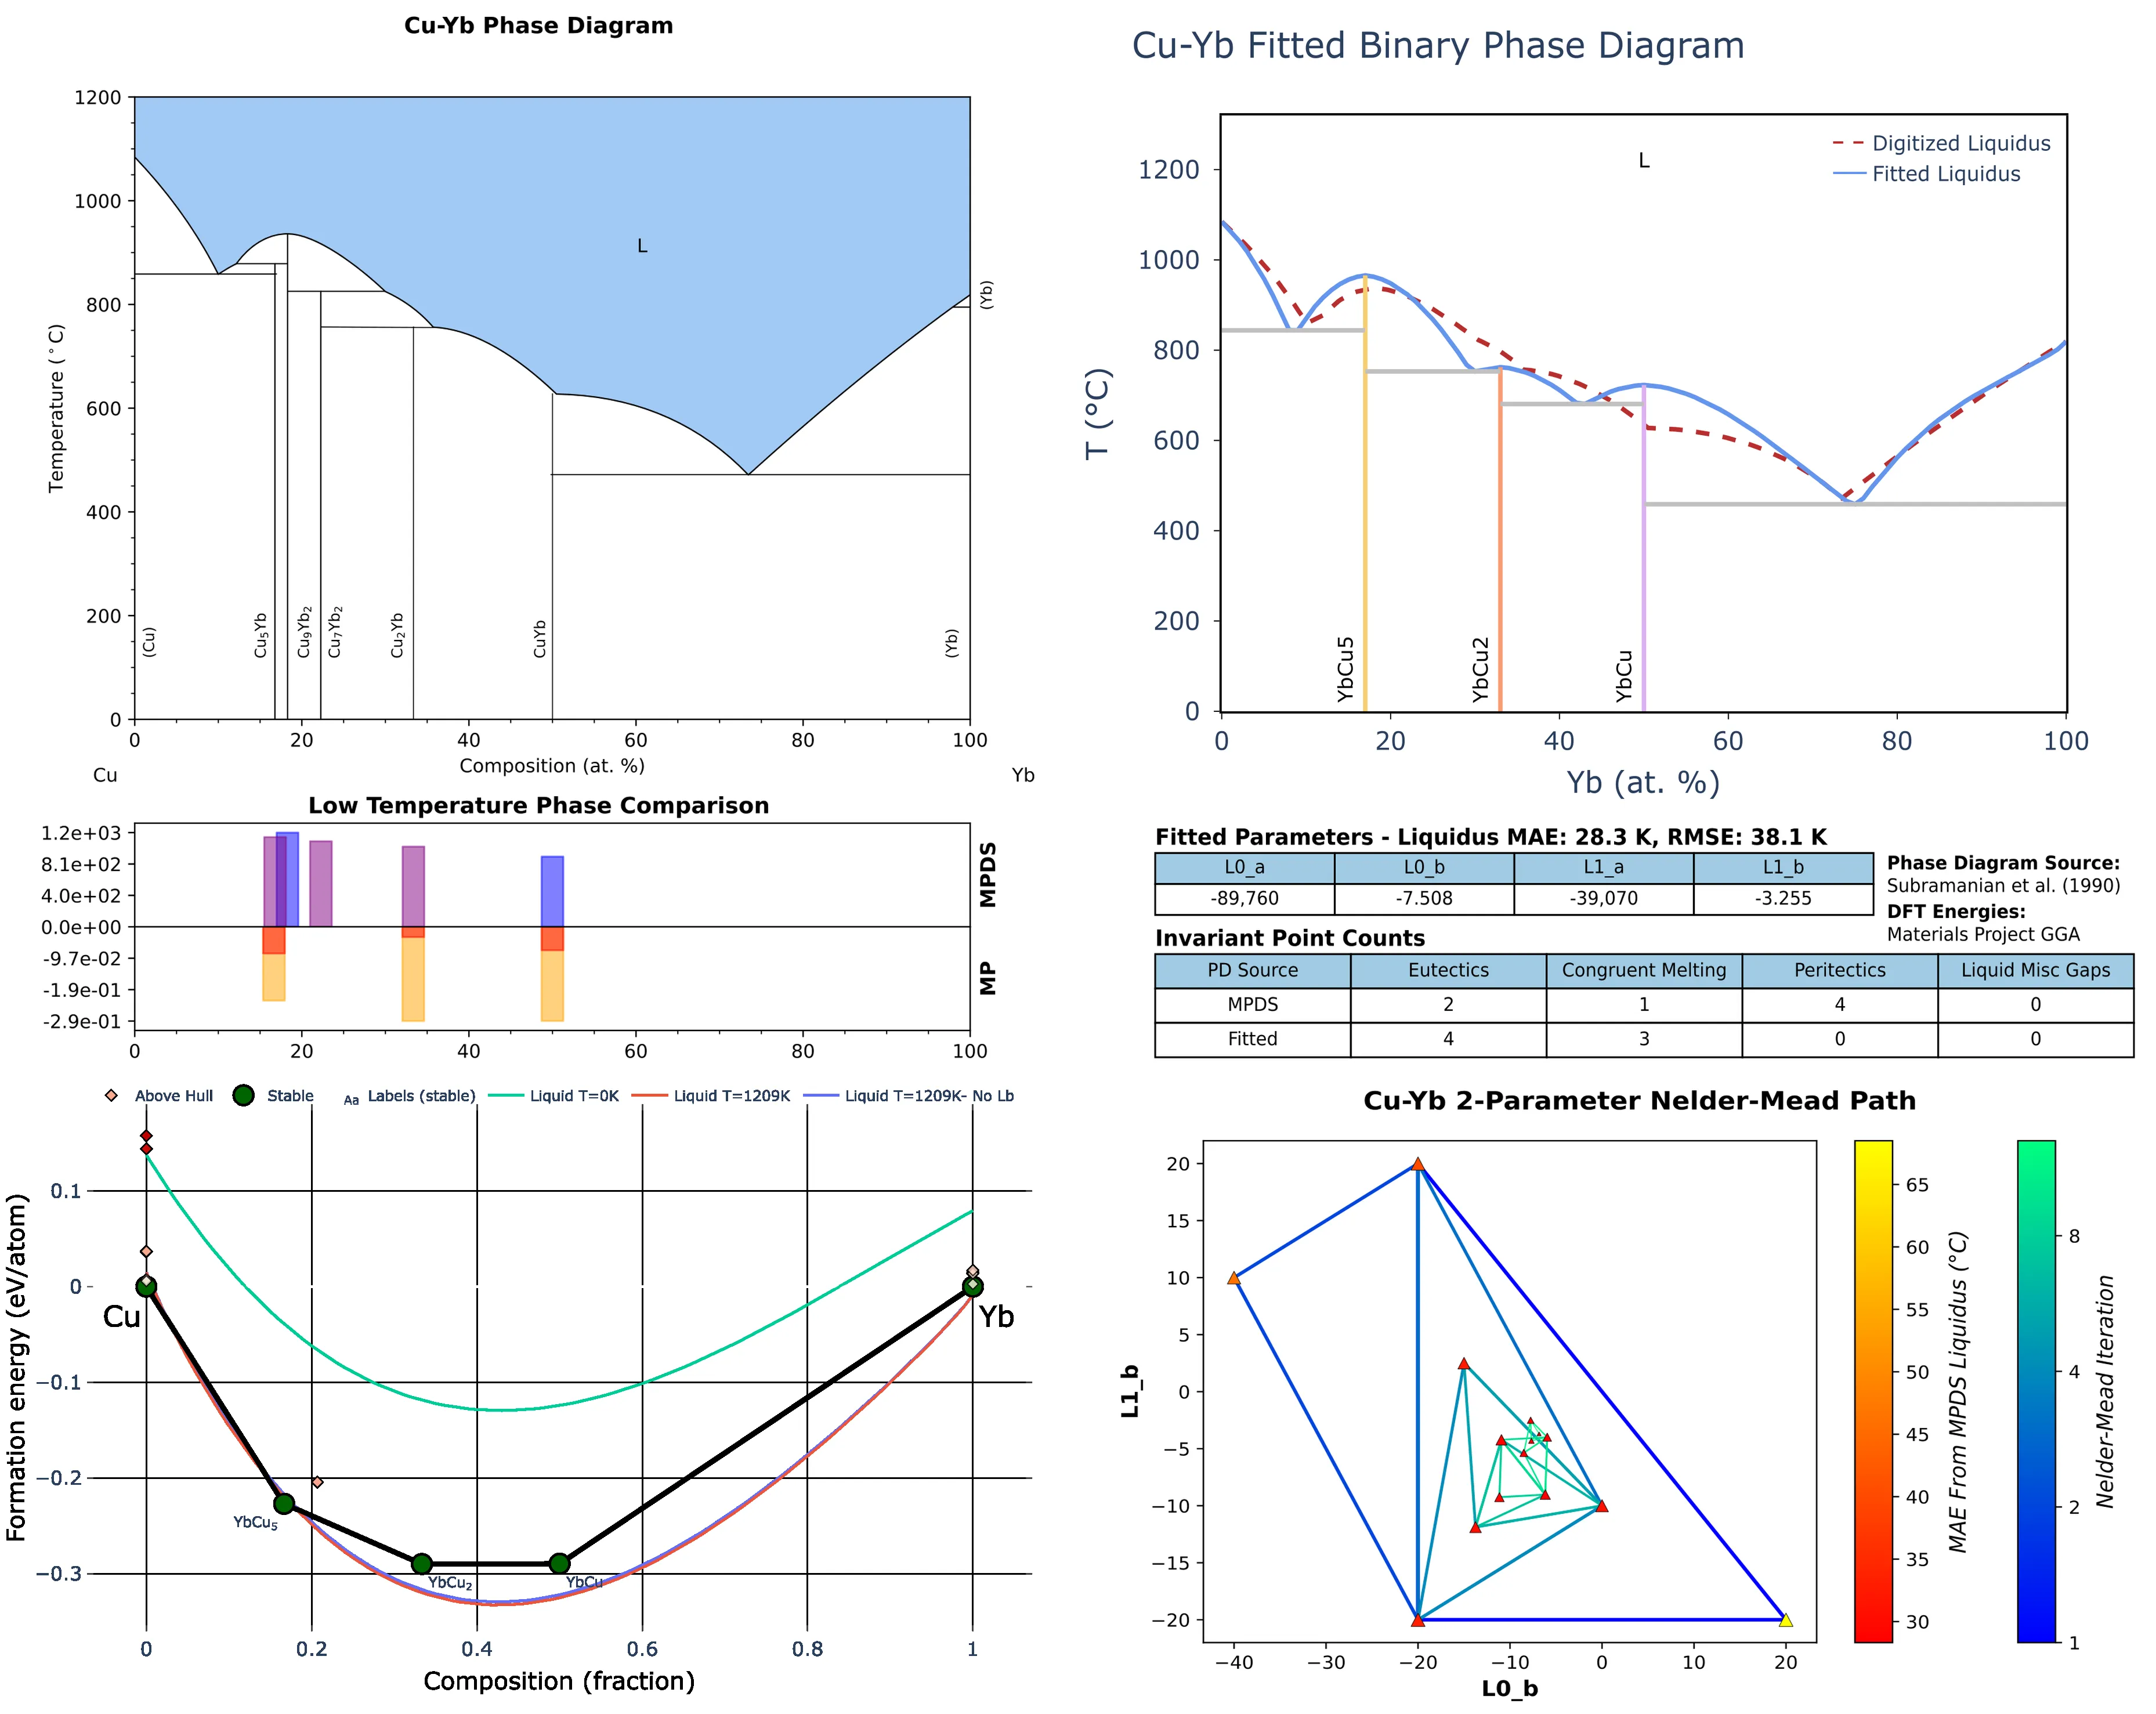 Cu-Yb Phase Diagram
1200
1000
800
600
400
200
0
Temperature (°C)
L
(Yb)
(Cu)
Cu5Yb
Cu9Yb2
Cu7Yb2
Cu2Yb
CuYb
(Yb)
0 20 40 60 80 100
Composition (at. %)
Cu Yb
Cu-Yb Fitted Binary Phase Diagram
L
Digitized Liquidus
Fitted Liquidus
1200
1000
800
600
400
200
0
T (°C)
YbCu5
YbCu2
YbCu
0 20 40 60 80 100
Yb (at. %)
Low Temperature Phase Comparison
1.2e+03
8.1e+02
4.0e+02
0.0e+00
-9.7e-02
-1.9e-01
-2.9e-01
MPDS
MP
0 20 40 60 80 100
Fitted Parameters - Liquidus MAE: 28.3 K, RMSE: 38.1 K
L0_a L0_b L1_a L1_b
-89,760 -7.508 -39,070 -3.255
Phase Diagram Source:
Subramanian et al. (1990)
DFT Energies:
Materials Project GGA
Invariant Point Counts
PD Source Eutectics Congruent Melting Peritectics Liquid Misc Gaps
MPDS 2 1 4 0
Fitted 4 3 0 0
Above Hull Stable Aa Labels (stable) Liquid T=0K Liquid T=1209K Liquid T=1209K- No Lb
0.1
0
−0.1
−0.2
−0.3
Formation energy (eV/atom)
Cu
Yb
YbCu5
YbCu2
YbCu
0 0.2 0.4 0.6 0.8 1
Composition (fraction)
Cu-Yb 2-Parameter Nelder-Mead Path
20
15
10
5
0
−5
−10
−15
−20
L1_b
−40 −30 −20 −10 0 10 20
L0_b
65
60
55
50
45
40
35
30
MAE From MPDS Liquidus (°C)
8
4
2
1
Nelder-Mead Iteration